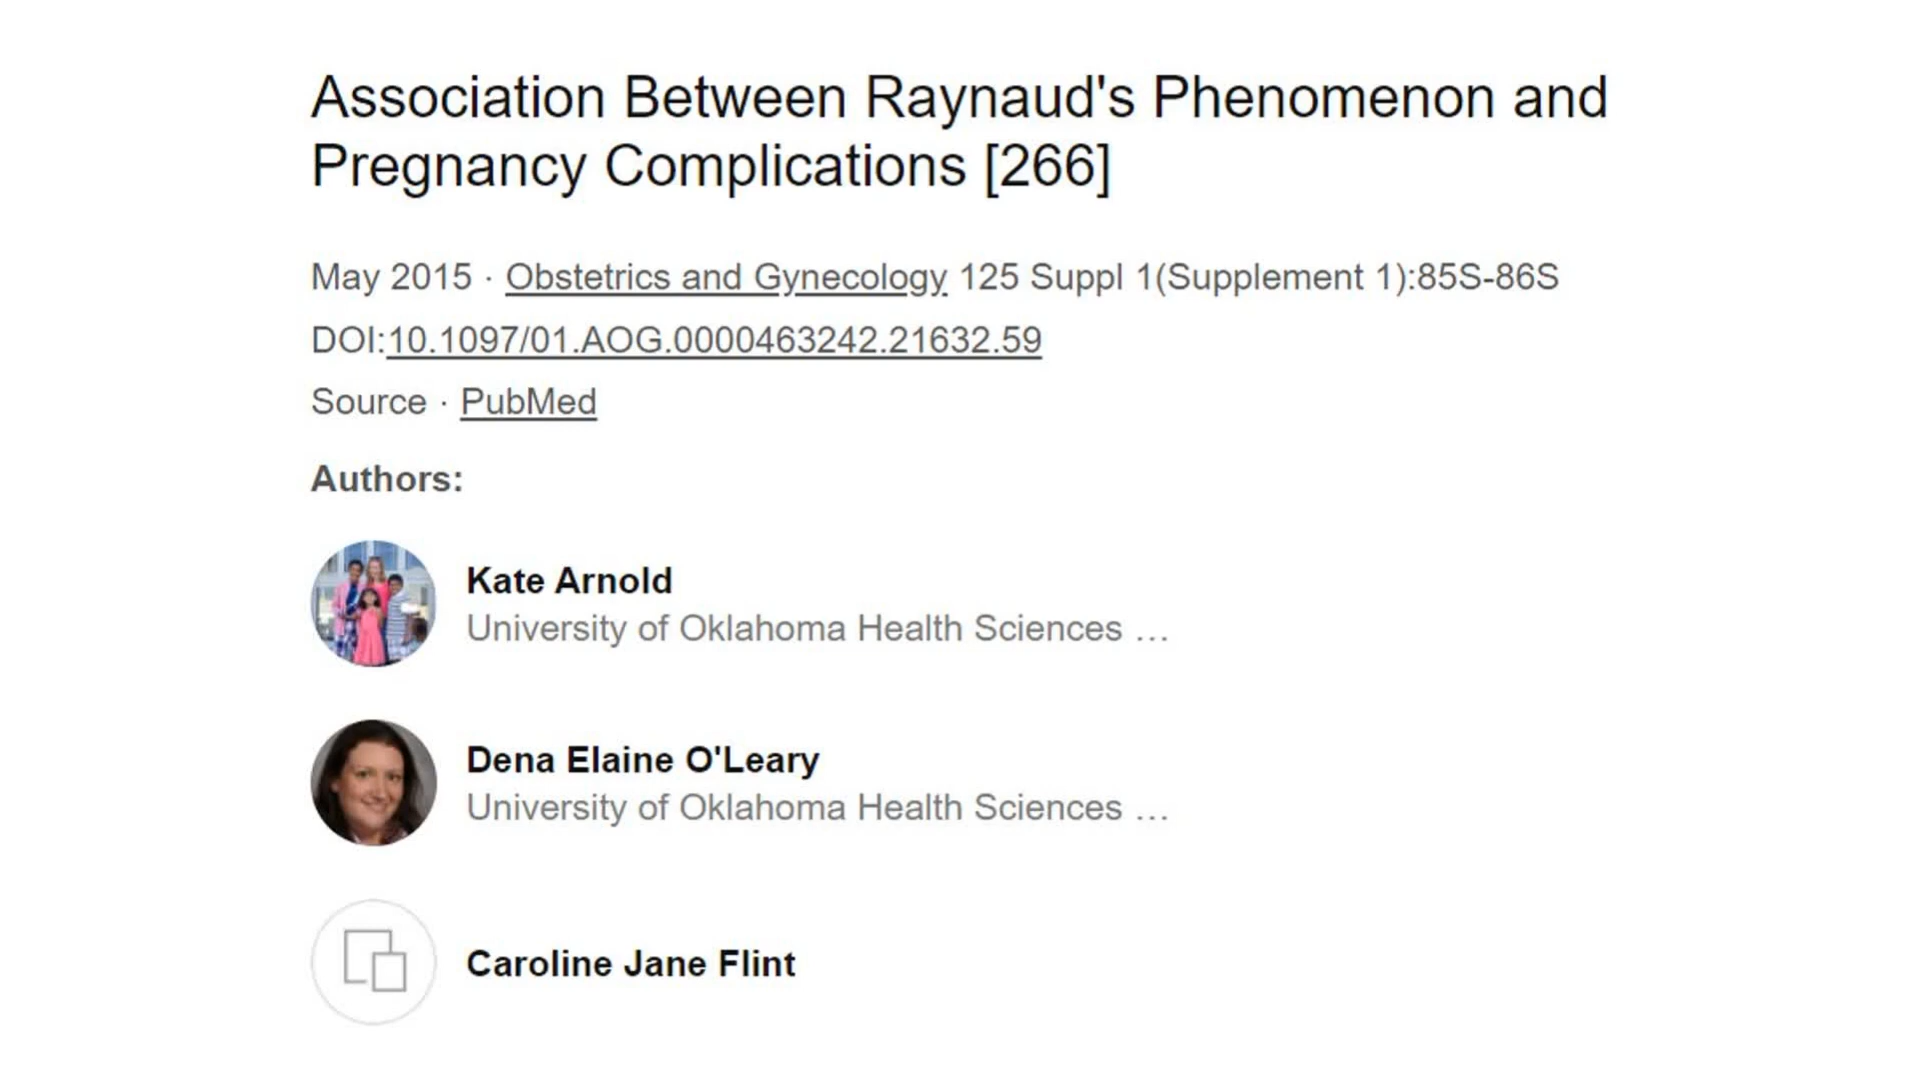 Association Between Raynaud's Phenomenon and
Pregnancy Complications [266]
May 2015 · Obstetrics and Gynecology 125 Suppl 1(Supplement 1):85S-86S
DOI:10.1097/01.AOG.0000463242.21632.59
Source · PubMed
Authors:
Kate Arnold
University of Oklahoma Health Sciences …
Dena Elaine O'Leary
University of Oklahoma Health Sciences …
Caroline Jane Flint